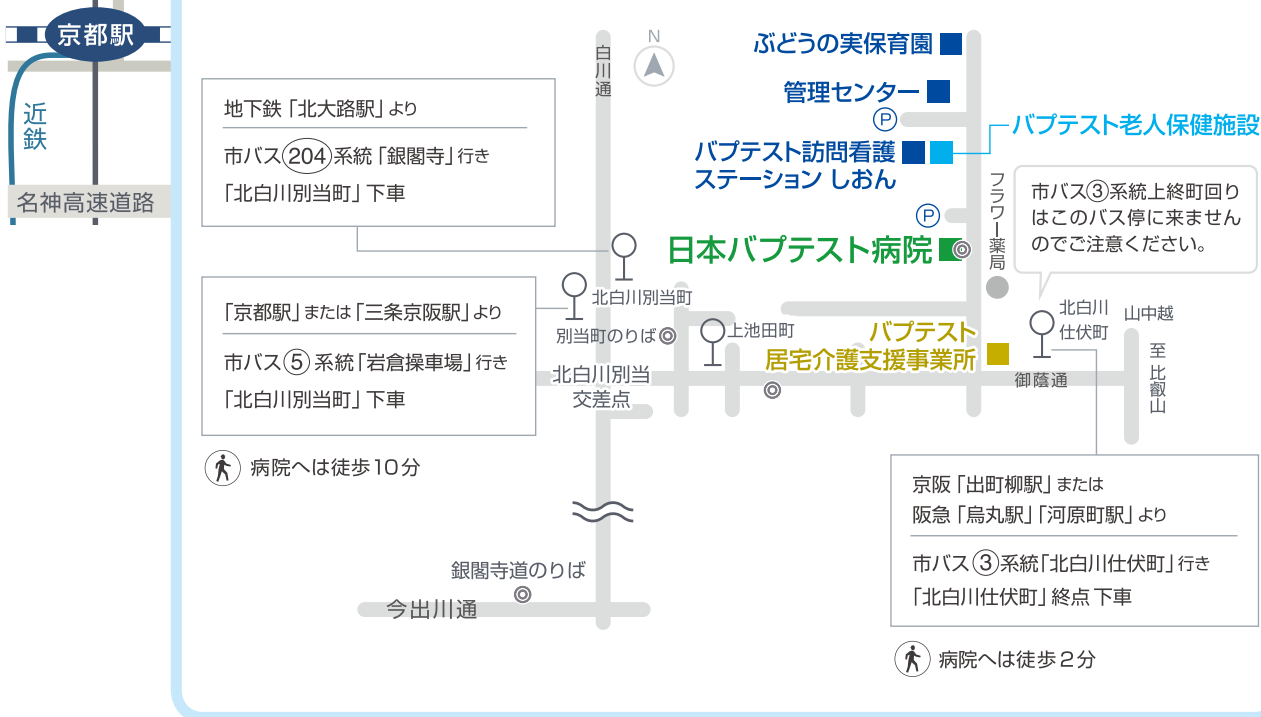 京都駅
近鉄
名神高速道路
地下鉄「北大路駅」より
市バス204系統「銀閣寺」行き
「北白川別当町」下車
「京都駅」または「三条京阪駅」より
市バス5系統「岩倉操車場」行き
「北白川別当町」下車
病院へは徒歩10分
白川通
N
ぶどうの実保育園
管理センター
P
バプテスト老人保健施設
バプテスト訪問看護
ステーション しおん
P
日本バプテスト病院
フラワー薬局
市バス③系統上終町回り
はこのバス停に来ません
のでご注意ください。
北白川別当町
別当町のりば
上池田町
北白川別当
交差点
バプテスト
居宅介護支援事業所
北白川
仕伏町
山中越
至 比叡山
御蔭通
銀閣寺道のりば
今出川通
京阪「出町柳駅」または
阪急「烏丸駅」「河原町駅」より
市バス③系統「北白川仕伏町」行き
「北白川仕伏町」終点下車
病院へは徒歩2分